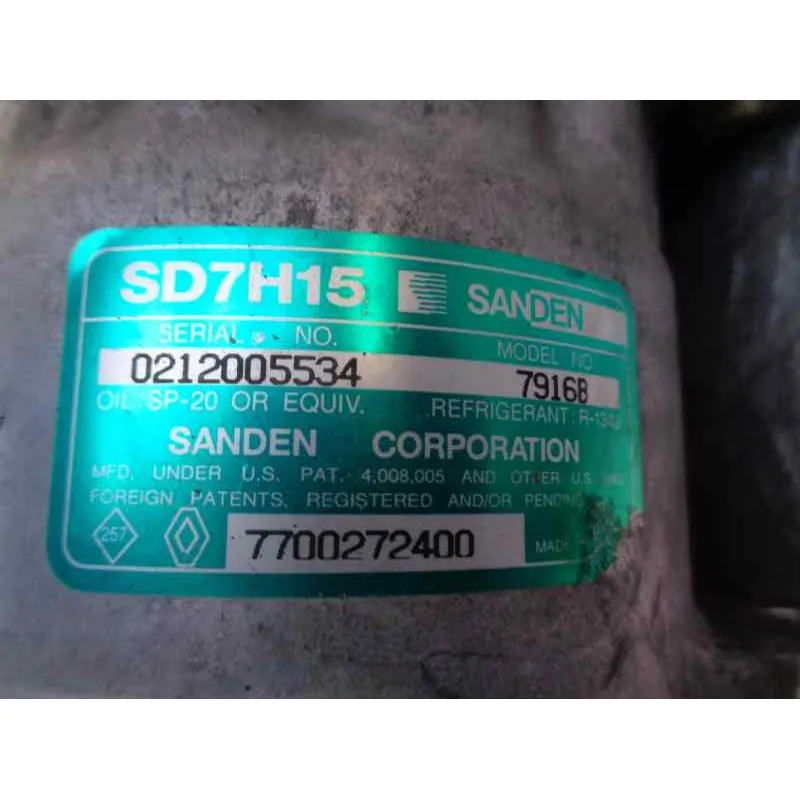 SD7H15 SANDEN
SERIAL NO. MODEL NO
0212005534 7916B
OIL: SP-20 OR EQUIV. REFRIGERANT: R-134a
SANDEN CORPORATION
MFD. UNDER U.S. PAT. 4,008,005 AND OTHER U.S. AND
FOREIGN PATENTS, REGISTERED AND/OR PENDING
257 7700272400 MADE